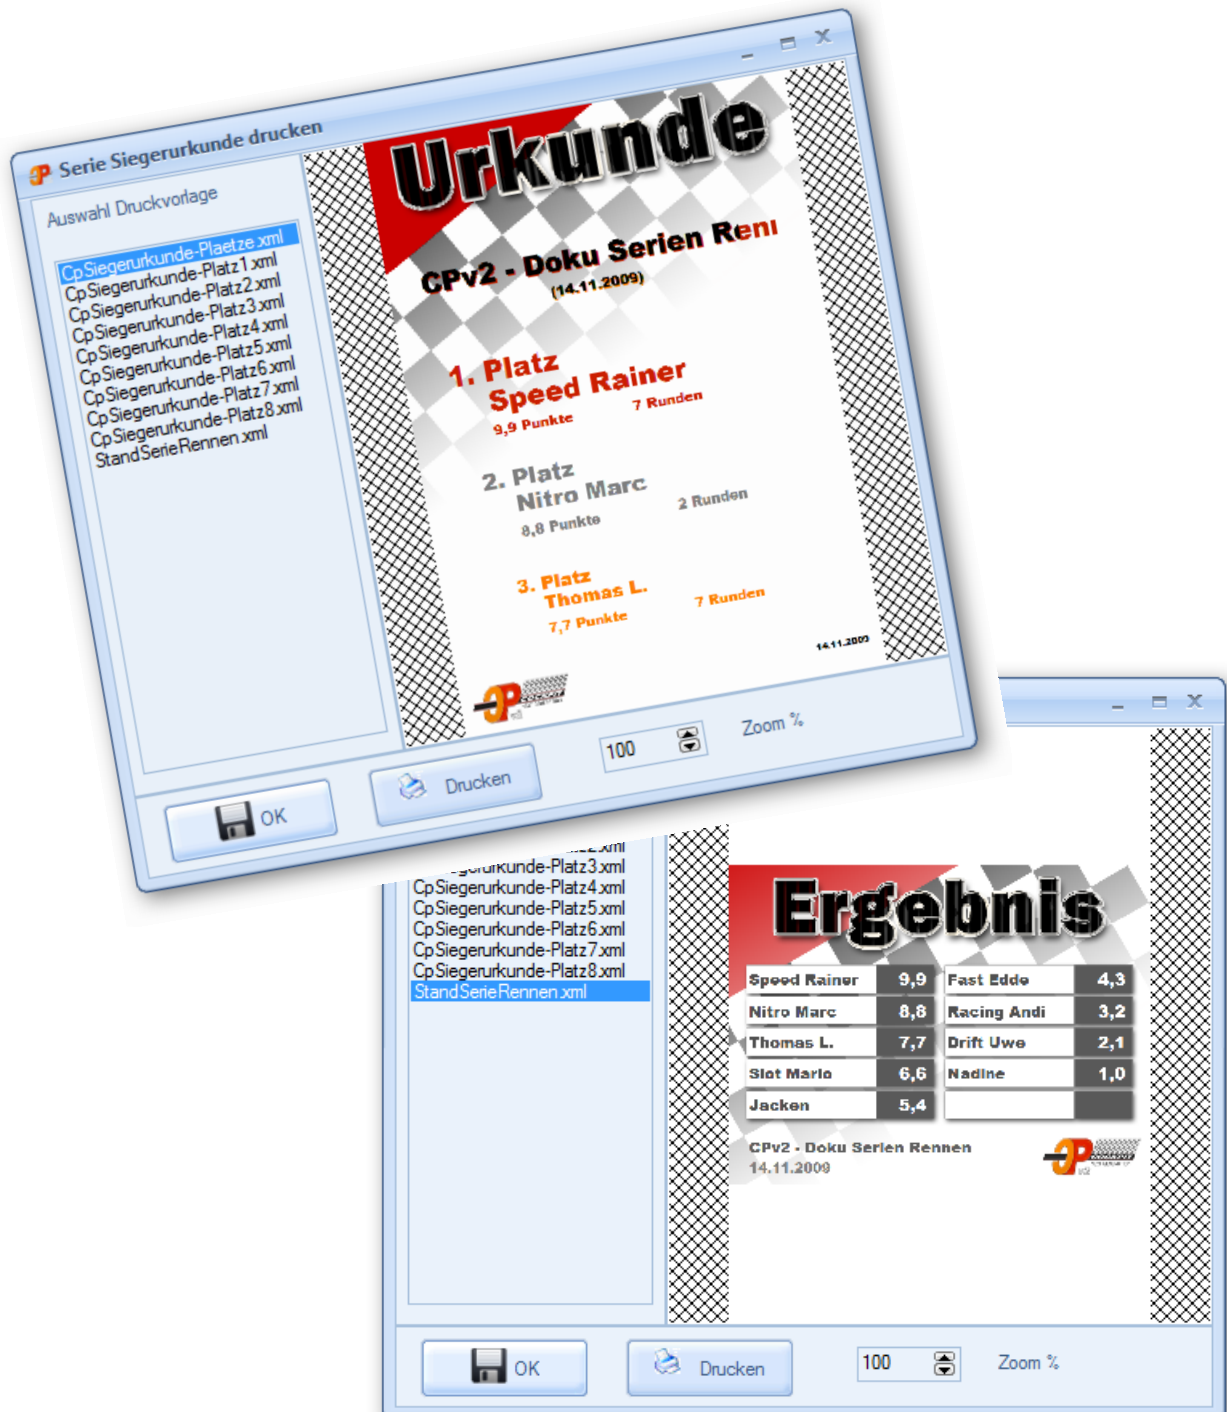 Serie Siegerurkunde drucken
Auswahl Druckvorlage
CpSiegerurkunde-Plaetze.xml
CpSiegerurkunde-Platz1.xml
CpSiegerurkunde-Platz2.xml
CpSiegerurkunde-Platz3.xml
CpSiegerurkunde-Platz4.xml
CpSiegerurkunde-Platz5.xml
CpSiegerurkunde-Platz6.xml
CpSiegerurkunde-Platz7.xml
CpSiegerurkunde-Platz8.xml
StandSerieRennen.xml
Urkunde
CPv2 - Doku Serien Renn
(14.11.2009)
1. Platz
Speed Rainer
9,9 Punkte 7 Runden
2. Platz
Nitro Marc
8,8 Punkte 2 Runden
3. Platz
Thomas L.
7,7 Punkte 7 Runden
14.11.2009
OK
Drucken
100
Zoom %
CpSiegerurkunde-Platz4.xml
CpSiegerurkunde-Platz5.xml
CpSiegerurkunde-Platz6.xml
CpSiegerurkunde-Platz7.xml
CpSiegerurkunde-Platz8.xml
StandSerieRennen.xml
Ergebnis
Speed Rainer 9,9 Fast Edde 4,3
Nitro Marc 8,8 Racing Andi 3,2
Thomas L. 7,7 Drift Uwe 2,1
Slot Mario 6,6 Nadine 1,0
Jacken 5,4
CPv2 - Doku Serien Rennen
14.11.2009
OK
Drucken
100
Zoom %